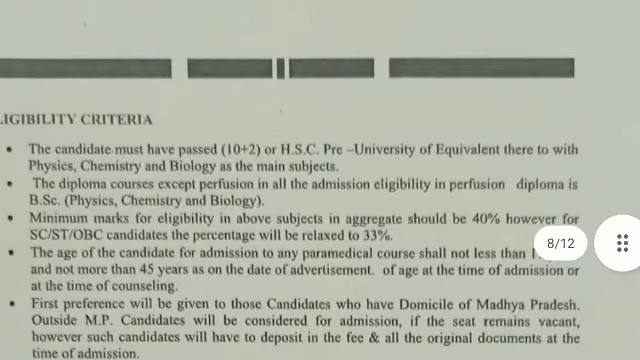 LIGIBILITY CRITERIA
• The candidate must have passed (10+2) or H.S.C. Pre –University of Equivalent there to with
Physics, Chemistry and Biology as the main subjects.
• The diploma courses except perfusion in all the admission eligibility in perfusion diploma is
B.Sc. (Physics, Chemistry and Biology).
• Minimum marks for eligibility in above subjects in aggregate should be 40% however for
SC/ST/OBC candidates the percentage will be relaxed to 33%.
• The age of the candidate for admission to any paramedical course shall not less than
and not more than 45 years as on the date of advertisement. of age at the time of admission or
at the time of counseling.
• First preference will be given to those Candidates who have Domicile of Madhya Pradesh.
Outside M.P. Candidates will be considered for admission, if the seat remains vacant,
however such candidates will have to deposit in the fee & all the original documents at the
time of admission.
8/12